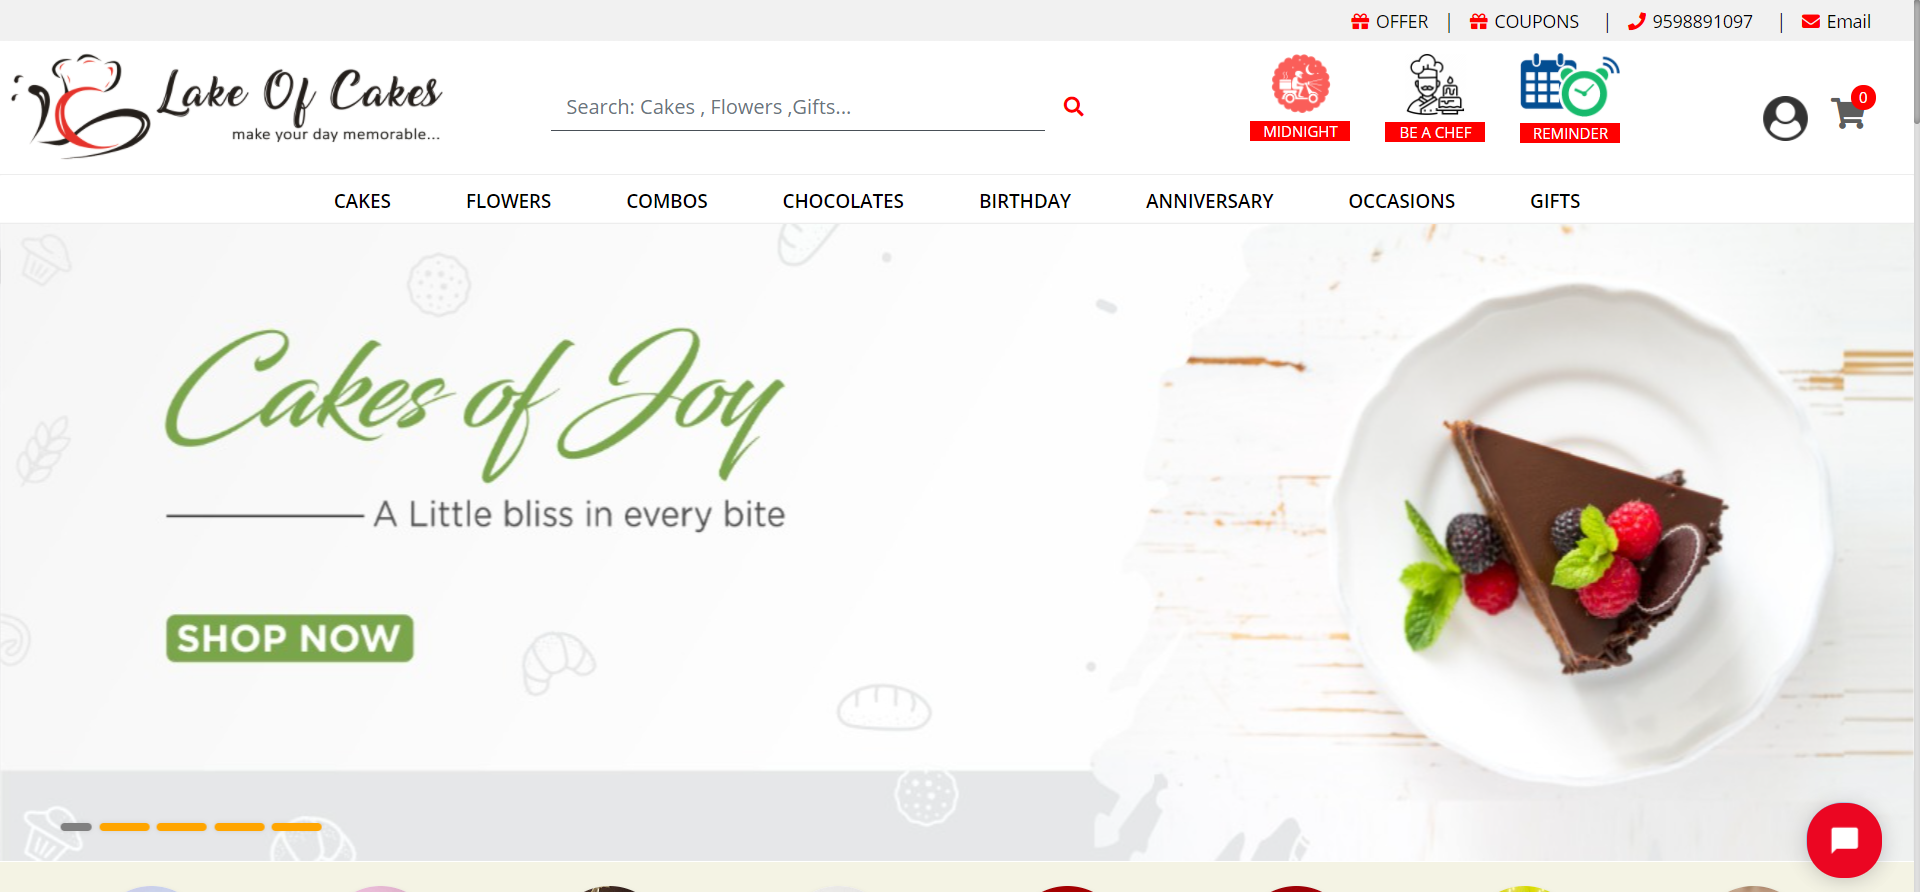 OFFER | COUPONS | 9598891097 | Email
Lake Of Cakes
make your day memorable...
Search: Cakes , Flowers ,Gifts...
MIDNIGHT
BE A CHEF
REMINDER
0
CAKES FLOWERS COMBOS CHOCOLATES BIRTHDAY ANNIVERSARY OCCASIONS GIFTS
Cakes of Joy
A Little bliss in every bite
SHOP NOW